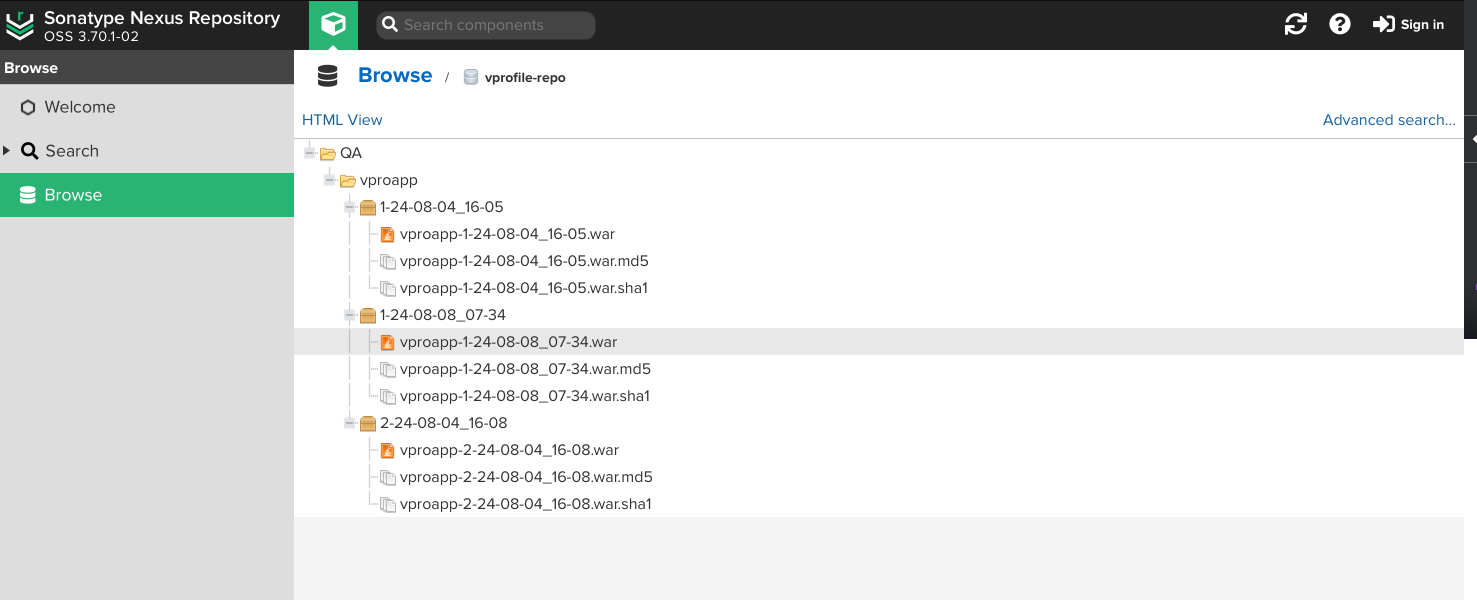 Sonatype Nexus Repository
OSS 3.70.1-02
Search components
Sign in
Browse
Welcome
Search
Browse
Browse / vprofile-repo
HTML View
Advanced search...
QA
vproapp
1-24-08-04_16-05
vproapp-1-24-08-04_16-05.war
vproapp-1-24-08-04_16-05.war.md5
vproapp-1-24-08-04_16-05.war.sha1
1-24-08-08_07-34
vproapp-1-24-08-08_07-34.war
vproapp-1-24-08-08_07-34.war.md5
vproapp-1-24-08-08_07-34.war.sha1
2-24-08-04_16-08
vproapp-2-24-08-04_16-08.war
vproapp-2-24-08-04_16-08.war.md5
vproapp-2-24-08-04_16-08.war.sha1